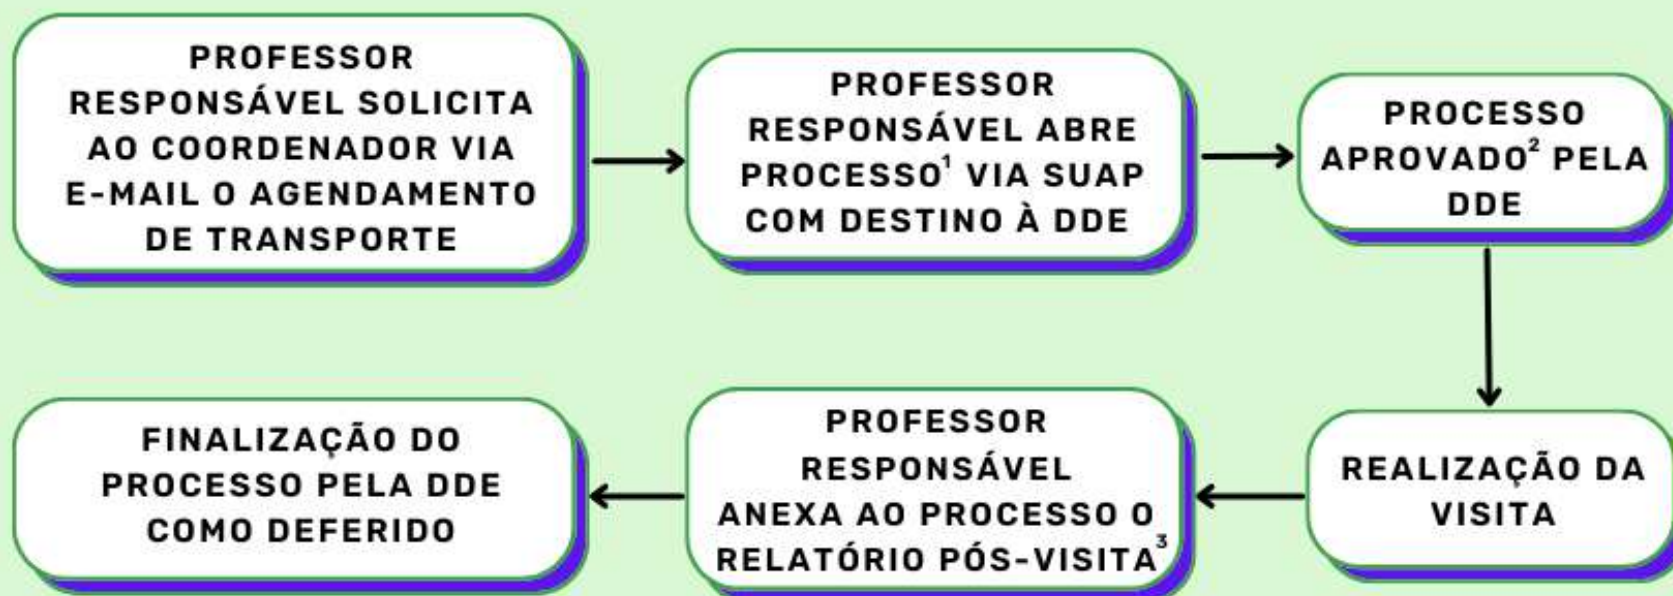 PROFESSOR
RESPONSÁVEL SOLICITA
AO COORDENADOR VIA
E-MAIL O AGENDAMENTO
DE TRANSPORTE
PROFESSOR
RESPONSÁVEL ABRE
PROCESSO¹ VIA SUAP
COM DESTINO À DDE
PROCESSO
APROVADO² PELA
DDE
REALIZAÇÃO DA
VISITA
PROFESSOR
RESPONSÁVEL
ANEXA AO PROCESSO O
RELATÓRIO PÓS-VISITA³
FINALIZAÇÃO DO
PROCESSO PELA DDE
COMO DEFERIDO